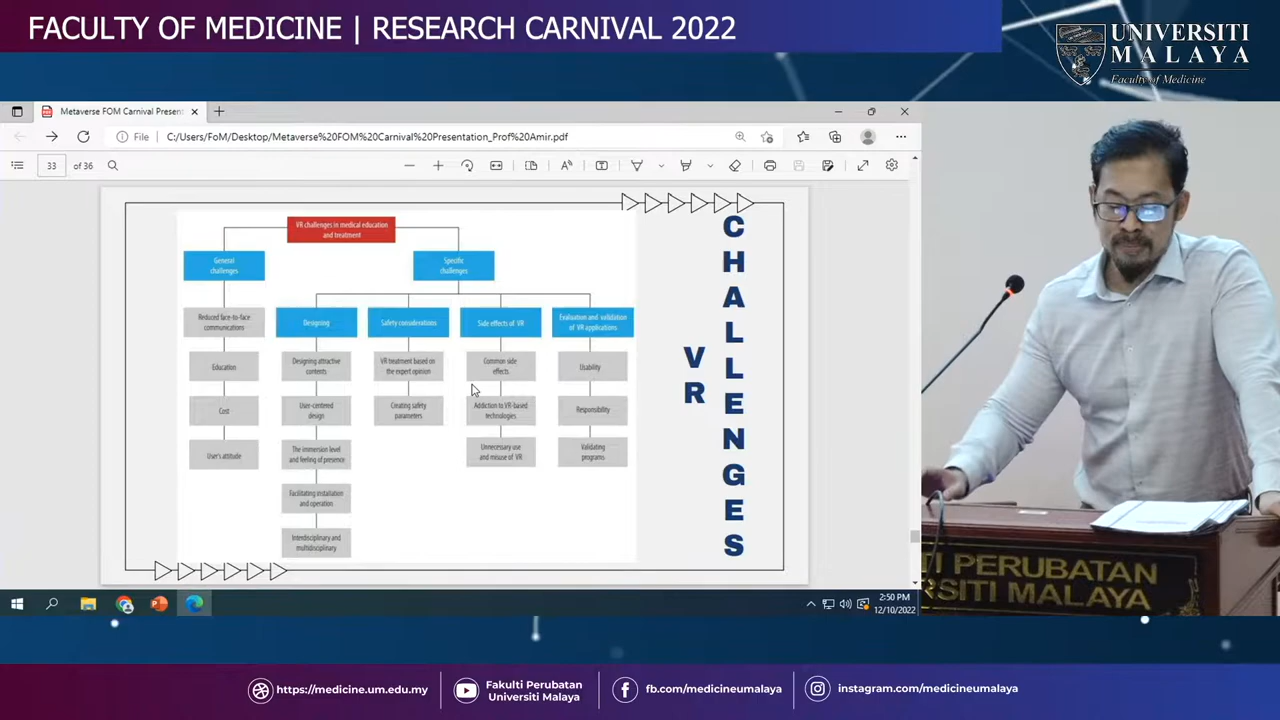 FACULTY OF MEDICINE | RESEARCH CARNIVAL 2022
UNIVERSITI
MALAYA
Faculty of Medicine
Metaverse FOM Carnival Present
File
C:/Users/FoM/Desktop/Metaverse%20FOM%20Carnival%20Presentation_Prof%20Amir.pdf
33 of 36
VR challenges in medical education
and treatment
General
challenges
Specific
challenges
Reduced face-to-face
communications
Education
Cost
User's attitude
Designing
Designing attractive
contents
User-centered
design
The immersion level
and feeling of presence
Facilitating installation
and operation
Interdisciplinary and
multidisciplinary
Safety considerations
VR treatment based on
the expert opinion
Creating safety
parameters
Side effects of VR
Common side
effects
Addiction to VR-based
technologies
Unnecessary use
and misuse of VR
Evaluation and validation
of VR applications
Usability
Responsibility
Validating
programs
VR
CHALLENGES
2:50 PM
12/10/2022
TI PERUBATAN
RSITI MALAYA
https://medicine.um.edu.my
Fakulti Perubatan
Universiti Malaya
fb.com/medicineumalaya
instagram.com/medicineumalaya